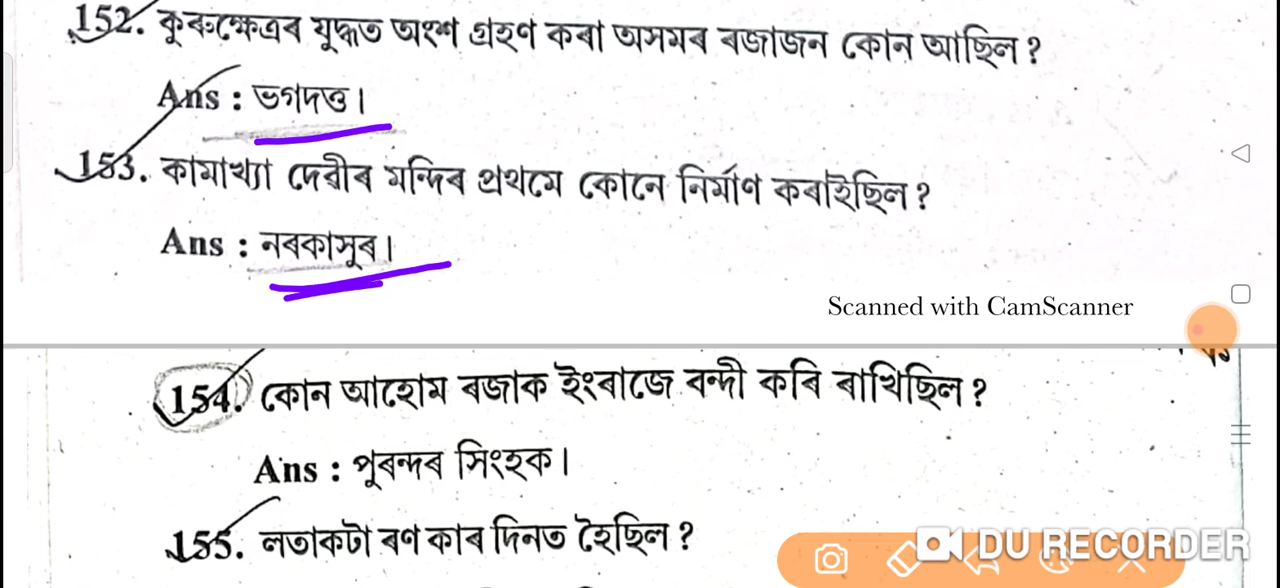 152. কুৰুক্ষেত্ৰৰ যুদ্ধত অংশ গ্ৰহণ কৰা অসমৰ ৰজাজন কোন আছিল?
Ans : ভগদত্ত।
153. কামাখ্যা দেৱীৰ মন্দিৰ প্ৰথমে কোনে নিৰ্মাণ কৰাইছিল?
Ans : নৰকাসুৰ।
Scanned with CamScanner
154. কোন আহোম ৰজাক ইংৰাজে বন্দী কৰি ৰাখিছিল?
Ans : পুৰন্দৰ সিংহক।
155. লতাকটা ৰণ কাৰ দিনত হৈছিল?
DU RECORDER